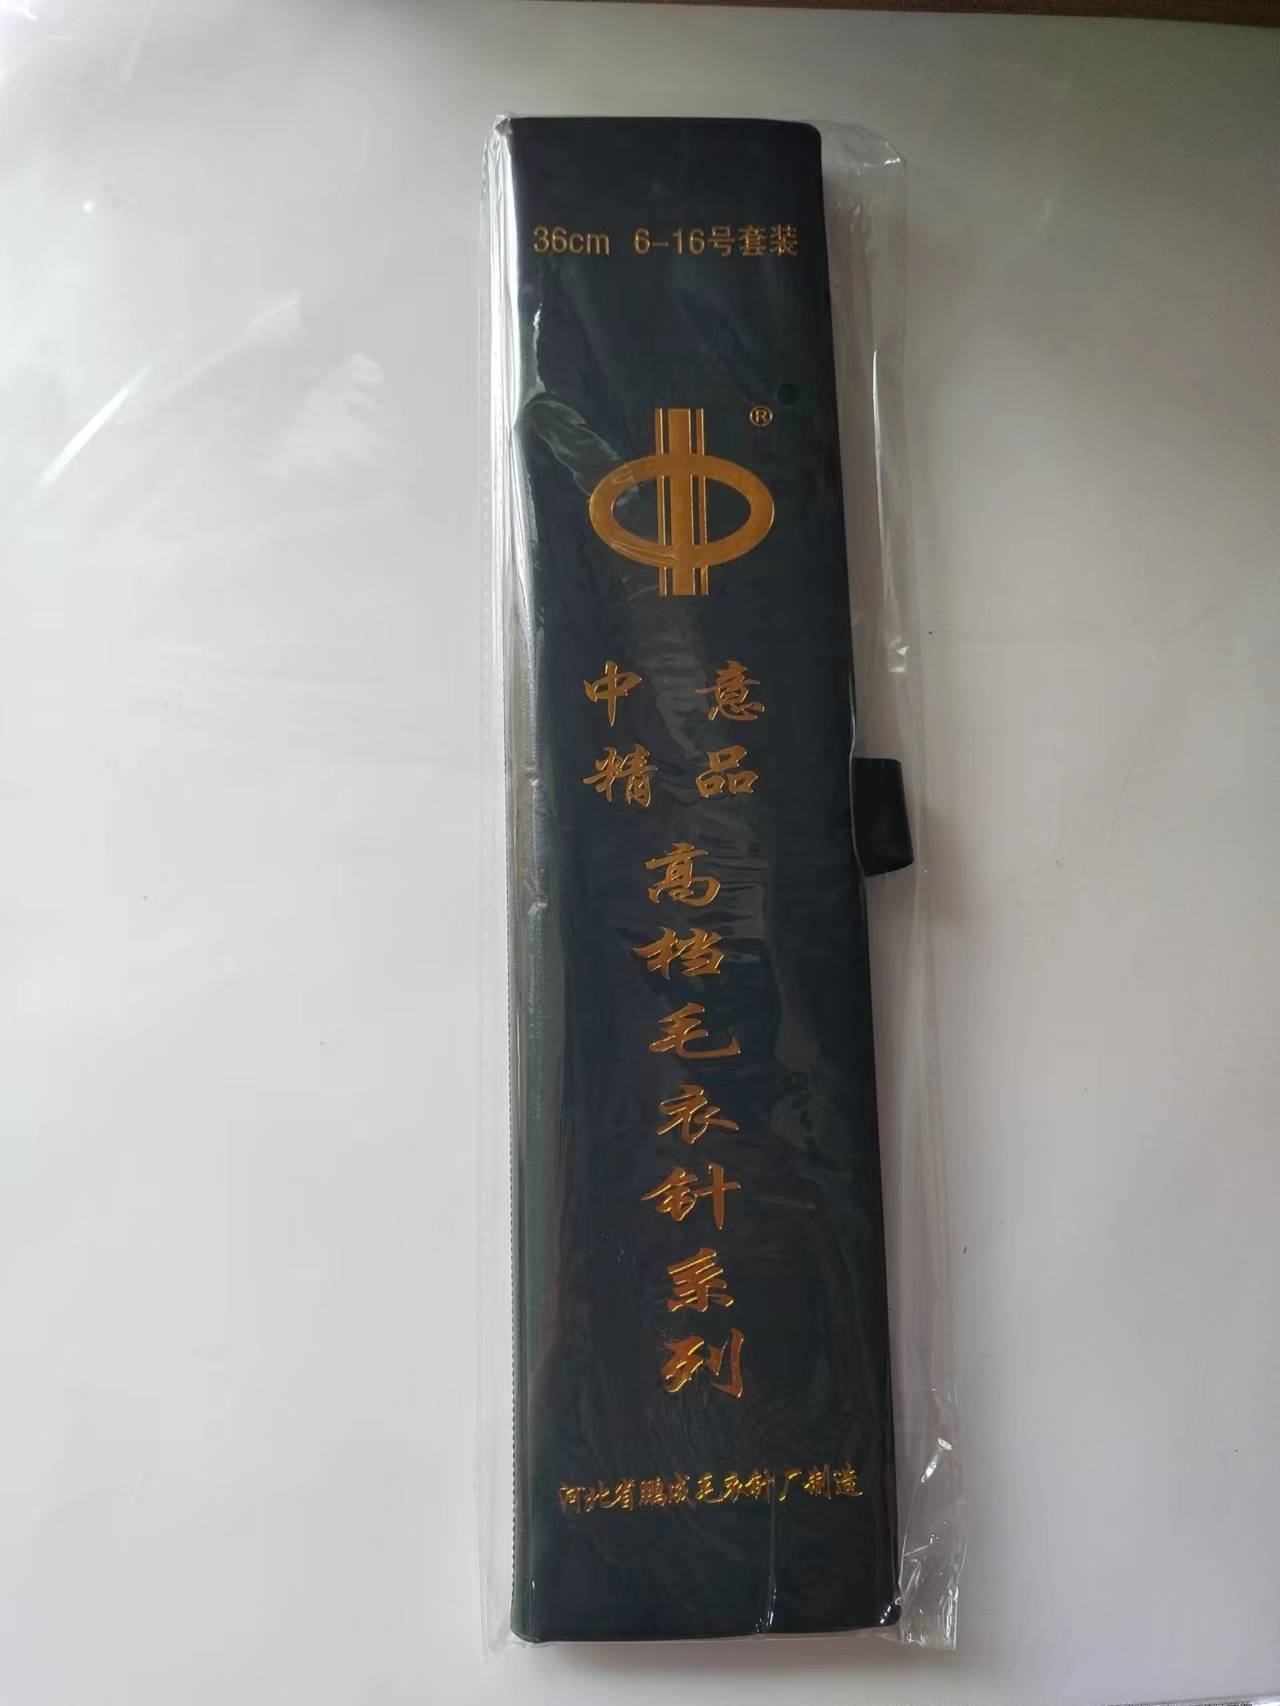 36cm 6-16号套装
®
中意
精品
高档毛衣针系列
河北省鹏成毛衣针厂制造